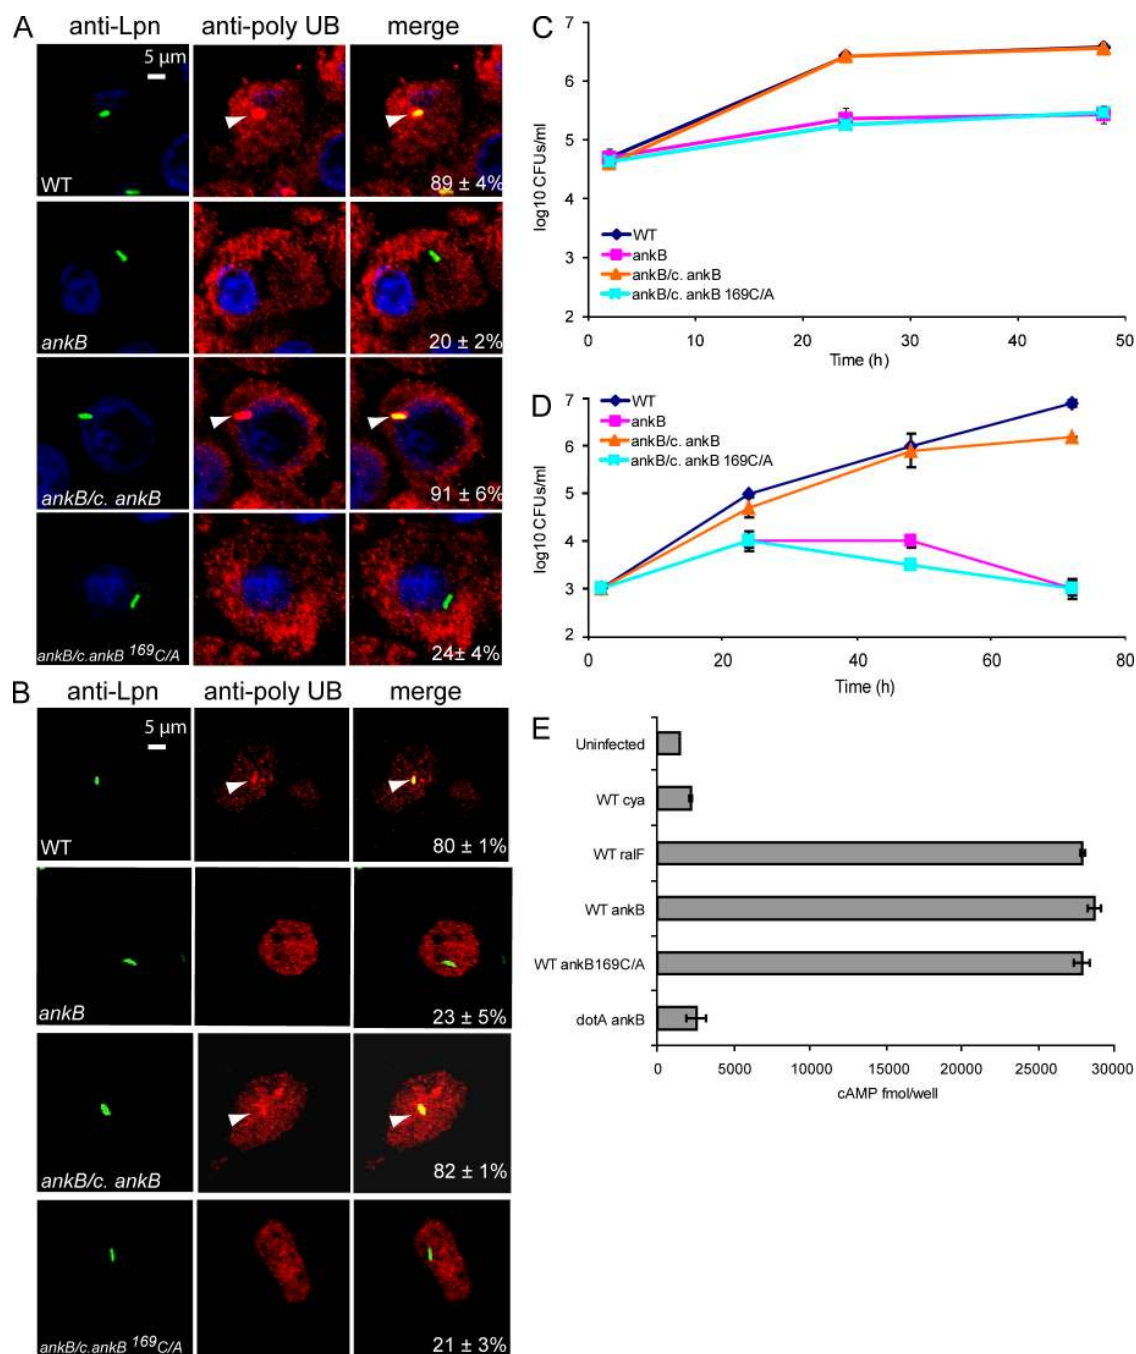 A
anti-Lpn anti-poly UB merge
5 µm
WT
89 ± 4%
ankB
20 ± 2%
ankB/c. ankB
91 ± 6%
ankB/c.ankB 169C/A
24± 4%
B
anti-Lpn anti-poly UB merge
5 µm
WT
80 ± 1%
ankB
23 ± 5%
ankB/c. ankB
82 ± 1%
ankB/c.ankB 169C/A
21 ± 3%
C
log10 CFUs/ml
7
6
5
4
3
2
WT
ankB
ankB/c. ankB
ankB/c. ankB 169C/A
0 10 20 30 40 50
Time (h)
D
log10 CFUs/ml
7
6
5
4
3
2
WT
ankB
ankB/c. ankB
ankB/c. ankB 169C/A
0 20 40 60 80
Time (h)
E
Uninfected
WT cya
WT ralF
WT ankB
WT ankB169C/A
dotA ankB
0 5000 10000 15000 20000 25000 30000
cAMP fmol/well